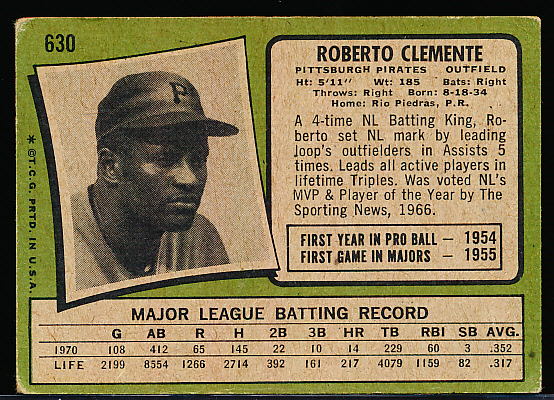 630
ROBERTO CLEMENTE
PITTSBURGH PIRATES OUTFIELD
Ht: 5'11" Wt: 185 Bats: Right
Throws: Right Born: 8-18-34
Home: Rio Piedras, P.R.
A 4-time NL Batting King, Ro-
berto set NL mark by leading
loop's outfielders in Assists 5
times. Leads all active players in
lifetime Triples. Was voted NL's
MVP & Player of the Year by The
Sporting News, 1966.
FIRST YEAR IN PRO BALL — 1954
FIRST GAME IN MAJORS — 1955
P
* ©T.C.G. PRTD. IN U.S.A.
MAJOR LEAGUE BATTING RECORD
G AB R H 2B 3B HR TB RBI SB AVG.
1970 108 412 65 145 22 10 14 229 60 3 .352
LIFE 2199 8554 1266 2714 392 161 217 4079 1159 82 .317